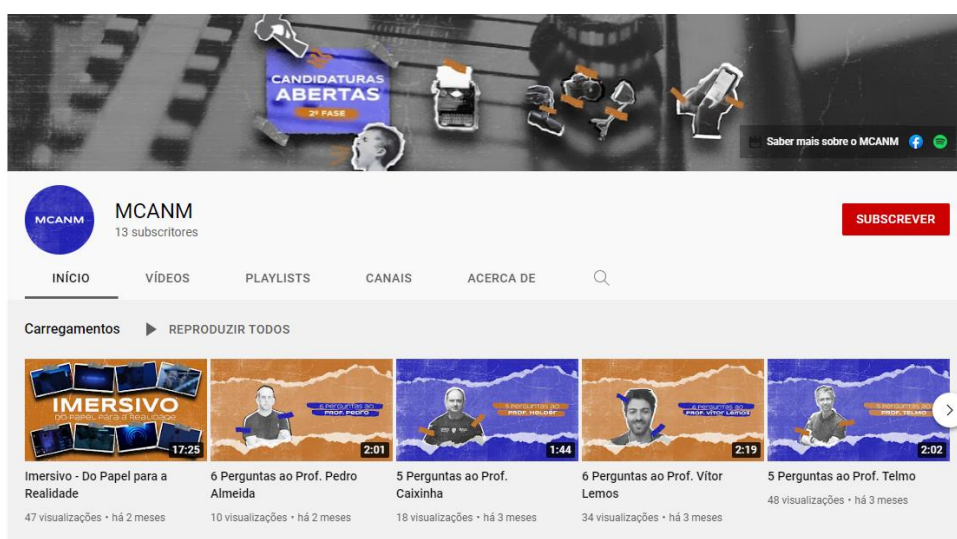 CANDIDATURAS
ABERTAS
2ª FASE
Saber mais sobre o MCANM
MCANM
MCANM
13 subscritores
SUBSCREVER
INÍCIO VÍDEOS PLAYLISTS CANAIS ACERCA DE
Carregamentos REPRODUZIR TODOS
IMERSIVO
DO PAPEL PARA A REALIDADE
17:25
6 PERGUNTAS AO
PROF. PEDRO
2:01
5 PERGUNTAS AO
PROF. HELDER
1:44
6 PERGUNTAS AO
PROF. VÍTOR LEMOS
2:19
5 PERGUNTAS AO
PROF. TELMO
2:02
Imersivo - Do Papel para a
Realidade
47 visualizações • há 2 meses
6 Perguntas ao Prof. Pedro
Almeida
10 visualizações • há 2 meses
5 Perguntas ao Prof.
Caixinha
18 visualizações • há 3 meses
6 Perguntas ao Prof. Vítor
Lemos
34 visualizações • há 3 meses
5 Perguntas ao Prof. Telmo
48 visualizações • há 3 meses